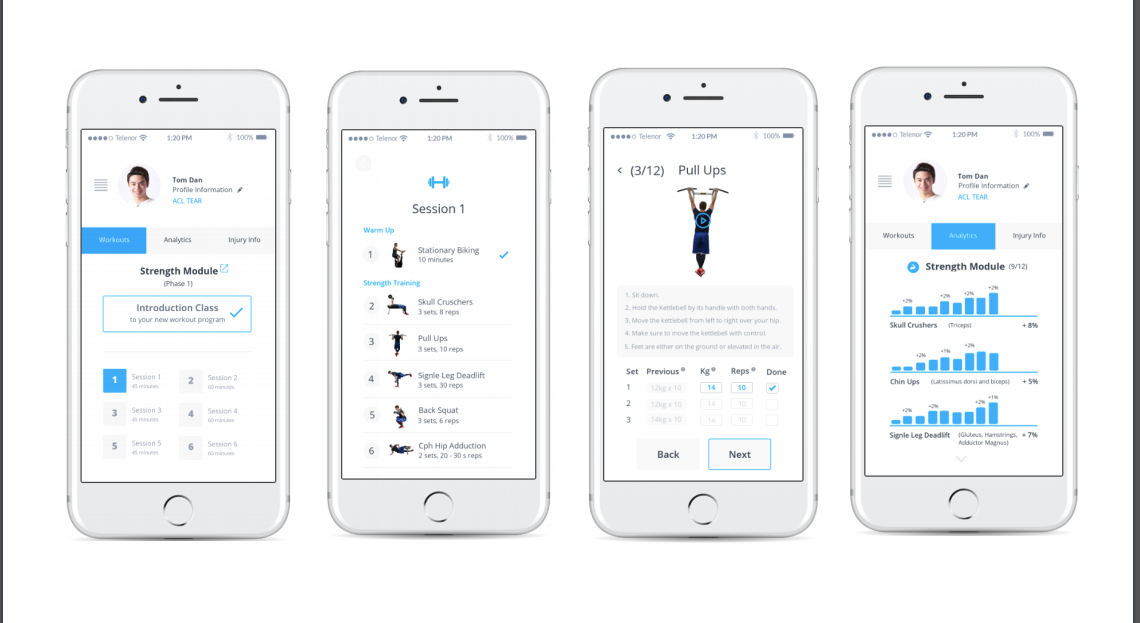 Telenor 1:20 PM 100%
Tom Dan
Profile Information
ACL TEAR
Workouts Analytics Injury Info
Strength Module
(Phase 1)
Introduction Class
to your new workout program
1 Session 1 2 Session 2
45 minutes 60 minutes
3 Session 3 4 Session 4
45 minutes 60 minutes
5 Session 5 6 Session 6
45 minutes 60 minutes
Telenor 1:20 PM 100%
Session 1
Warm Up
1 Stationary Biking
10 minutes
Strength Training
2 Skull Cruschers
3 sets, 8 reps
3 Pull Ups
3 sets, 10 reps
4 Signle Leg Deadlift
3 sets, 30 reps
5 Back Squat
3 sets, 6 reps
6 Cph Hip Adduction
2 sets, 20 - 30 s reps
Telenor 1:20 PM 100%
< (3/12) Pull Ups
1. Sit down.
2. Hold the Kettlebell by its handle with both hands.
3. Move the kettlebell from left to right over your hip.
4. Make sure to move the kettlebell with control.
5. Feet are either on the ground or elevated in the air.
Set Previous Kg Reps Done
1 12kg x 10 14 10
2 12kg x 10 14 10
3 14kg x 10 14 10
Back Next
Telenor 1:20 PM 100%
Tom Dan
Profile Information
ACL TEAR
Workouts Analytics Injury Info
Strength Module (9/12)
+2% +2% +2% +2%
Skull Crushers (Triceps) + 8%
+2% +1% +2%
Chin Ups (Latissimus dorsi and biceps) + 5%
+2% +2% +2% +1%
Signle Leg Deadlift (Gluteus, Hamstrings, + 7%
Adductor Magnus)